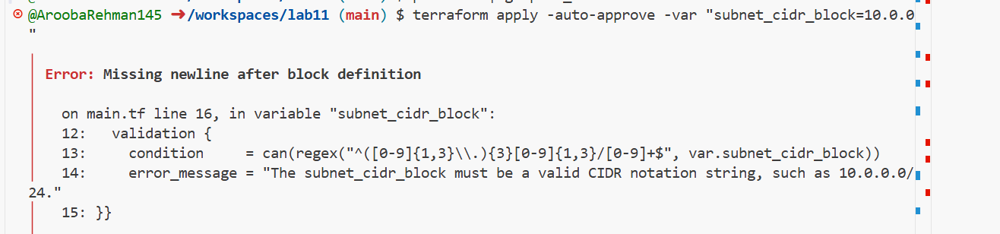 @AroobaRehman145 ➜/workspaces/lab11 (main) $ terraform apply -auto-approve -var "subnet_cidr_block=10.0.0
"
Error: Missing newline after block definition
on main.tf line 16, in variable "subnet_cidr_block":
12:   validation {
13:     condition     = can(regex("^([0-9]{1,3}\\.){3}[0-9]{1,3}/[0-9]+$", var.subnet_cidr_block))
14:     error_message = "The subnet_cidr_block must be a valid CIDR notation string, such as 10.0.0.0/
24."
15: }}